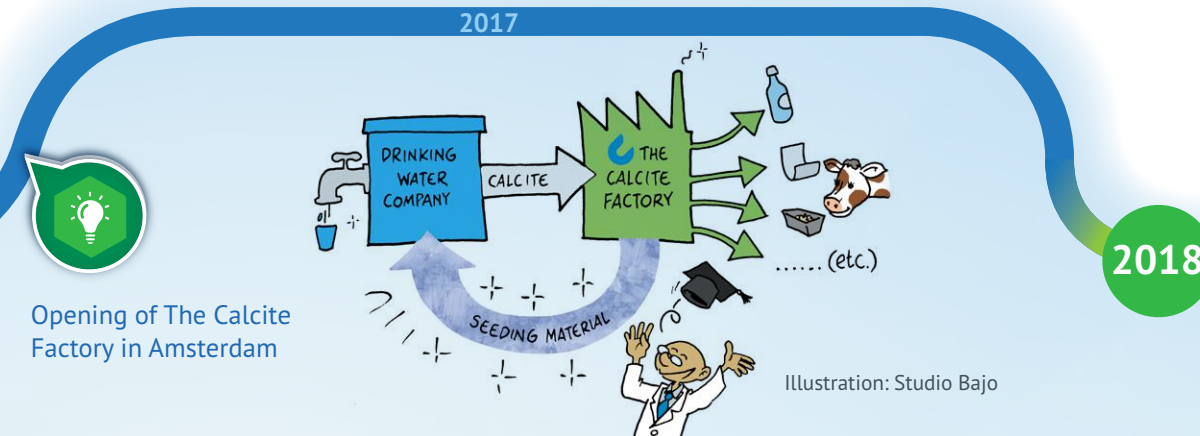 2017
DRINKING
WATER
COMPANY
CALCITE
THE
CALCITE
FACTORY
...... (etc.)
SEEDING MATERIAL
Opening of The Calcite
Factory in Amsterdam
2018
Illustration: Studio Bajo